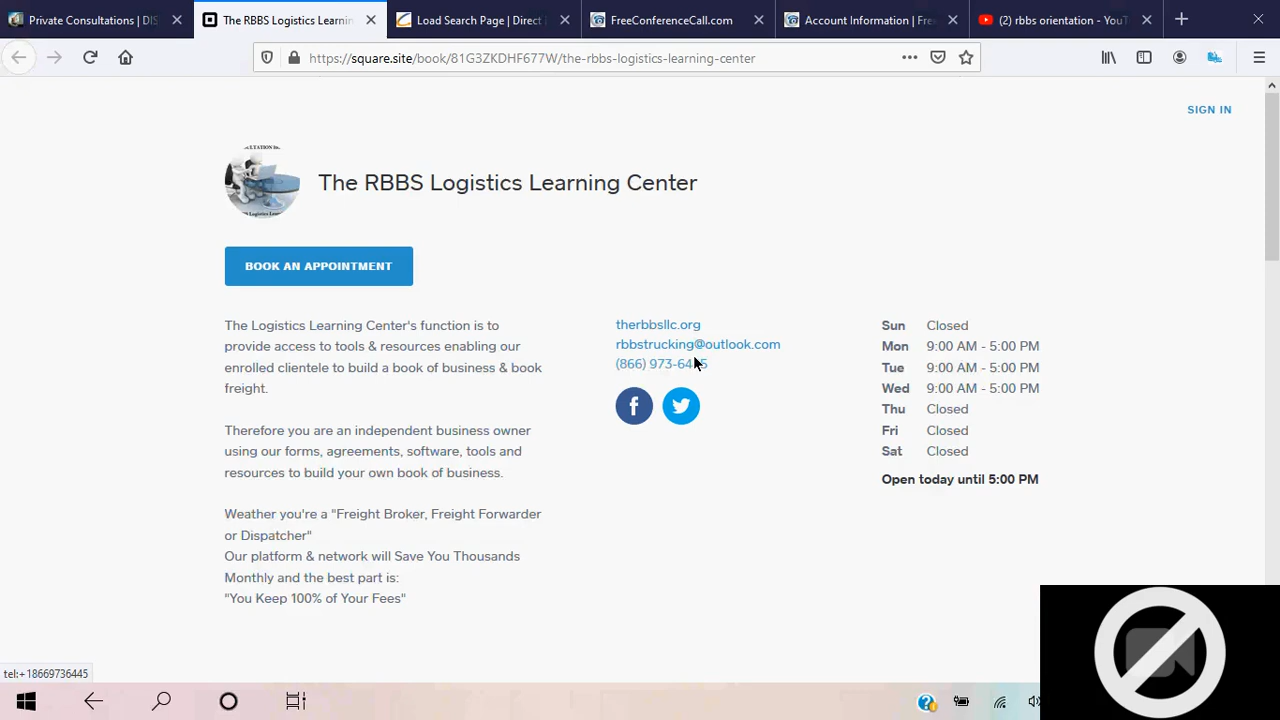 Private Consultations | DIS
The RBBS Logistics Learnin
Load Search Page | Direct
FreeConferenceCall.com
Account Information | Free
(2) rbbs orientation - YouT
https://square.site/book/81G3ZKDHF677W/the-rbbs-logistics-learning-center
SIGN IN
The RBBS Logistics Learning Center
BOOK AN APPOINTMENT
The Logistics Learning Center's function is to
provide access to tools & resources enabling our
enrolled clientele to build a book of business & book
freight.
Therefore you are an independent business owner
using our forms, agreements, software, tools and
resources to build your own book of business.
Weather you're a "Freight Broker, Freight Forwarder
or Dispatcher"
Our platform & network will Save You Thousands
Monthly and the best part is:
"You Keep 100% of Your Fees"
therbbsllc.org
rbbstrucking@outlook.com
(866) 973-6445
Sun Closed
Mon 9:00 AM - 5:00 PM
Tue 9:00 AM - 5:00 PM
Wed 9:00 AM - 5:00 PM
Thu Closed
Fri Closed
Sat Closed
Open today until 5:00 PM
tel:+18669736445